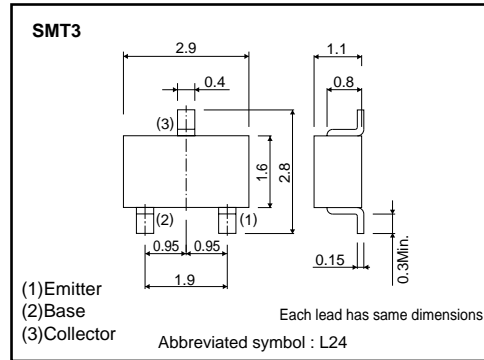 SMT3
2.9
1.1
0.4
0.8
(3)
1.6
2.8
(2)
(1)
0.95
0.95
0.15
0.3Min.
1.9
(1)Emitter
(2)Base
(3)Collector
Each lead has same dimensions
Abbreviated symbol : L24